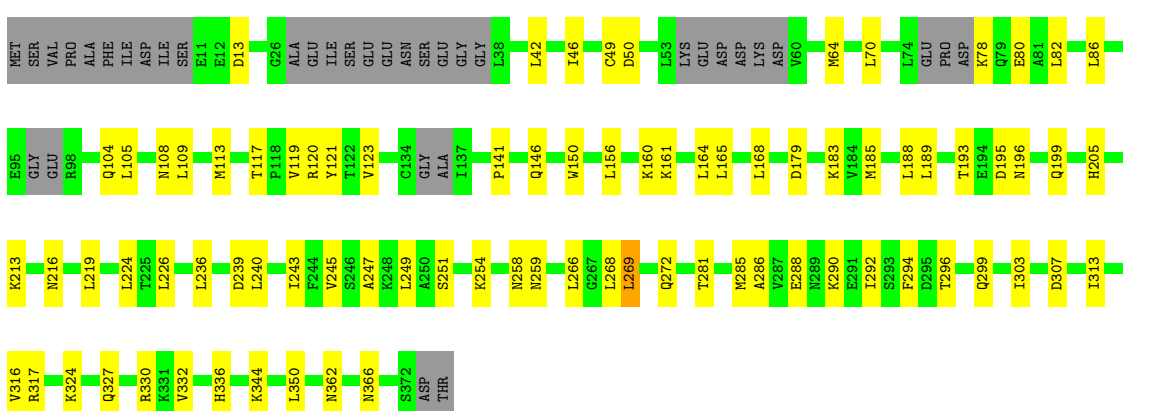 MET SER VAL PRO ALA PHE ILE ASP ILE SER E11 E12 D13 G26 ALA GLU ILE SER GLU GLU ASN SER GLU GLY GLY L38 L42 I46 C49 D50 L53 LYS GLU ASP ASP LYS ASP V60 M64 L70 L74 GLU PRO ASP K78 Q79 E80 A81 L82 L86
E95 GLY GLU R98 Q104 L105 N108 L109 M113 T117 P118 V119 R120 Y121 T122 V123 C134 GLY ALA I137 P141 Q146 W150 L156 K160 K161 L164 L165 L168 D179 K183 V184 M185 L188 L189 T193 E194 D195 N196 Q199 H205
K213 N216 L219 L224 T225 L226 L236 D239 L240 I243 F244 V245 S246 A247 K248 L249 A250 S251 K254 N258 N259 L266 G267 L268 L269 Q272 T281 M285 A286 V287 E288 N289 K290 E291 I292 S293 F294 D295 T296 Q299 I303 D307 I313
V316 R317 K324 Q327 R330 K331 V332 H336 K344 L350 N362 N366 S372 ASP THR